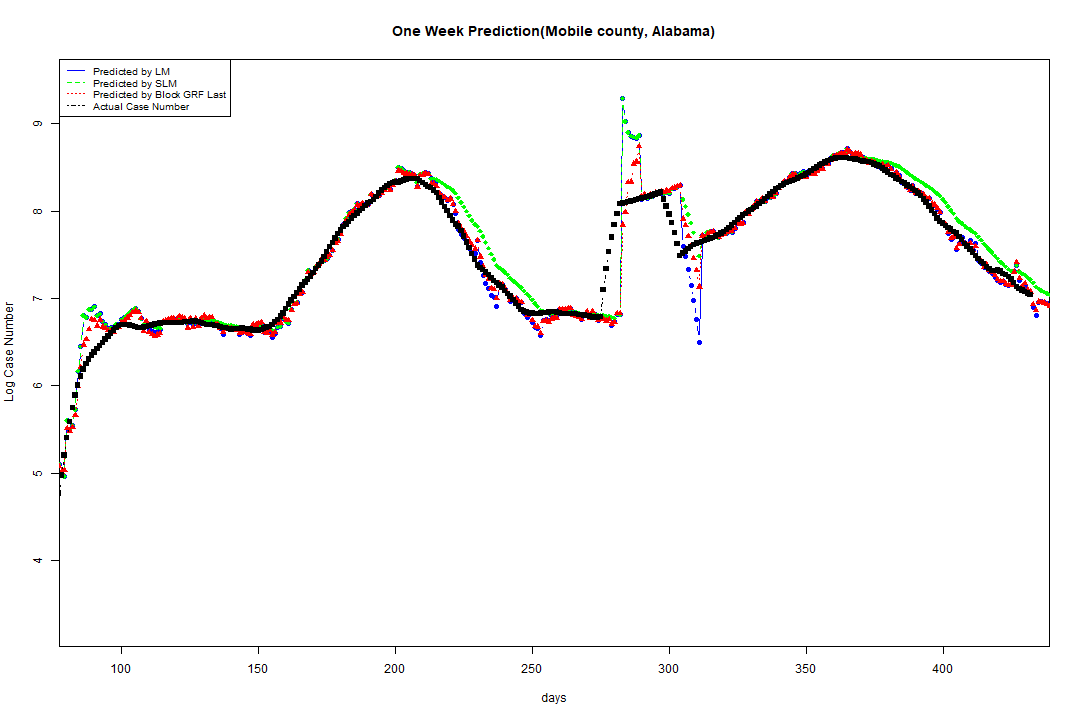 One Week Prediction(Mobile county, Alabama)
Predicted by LM
Predicted by SLM
Predicted by Block GRF Last
Actual Case Number
9
8
7
6
5
4
Log Case Number
100 150 200 250 300 350 400
days